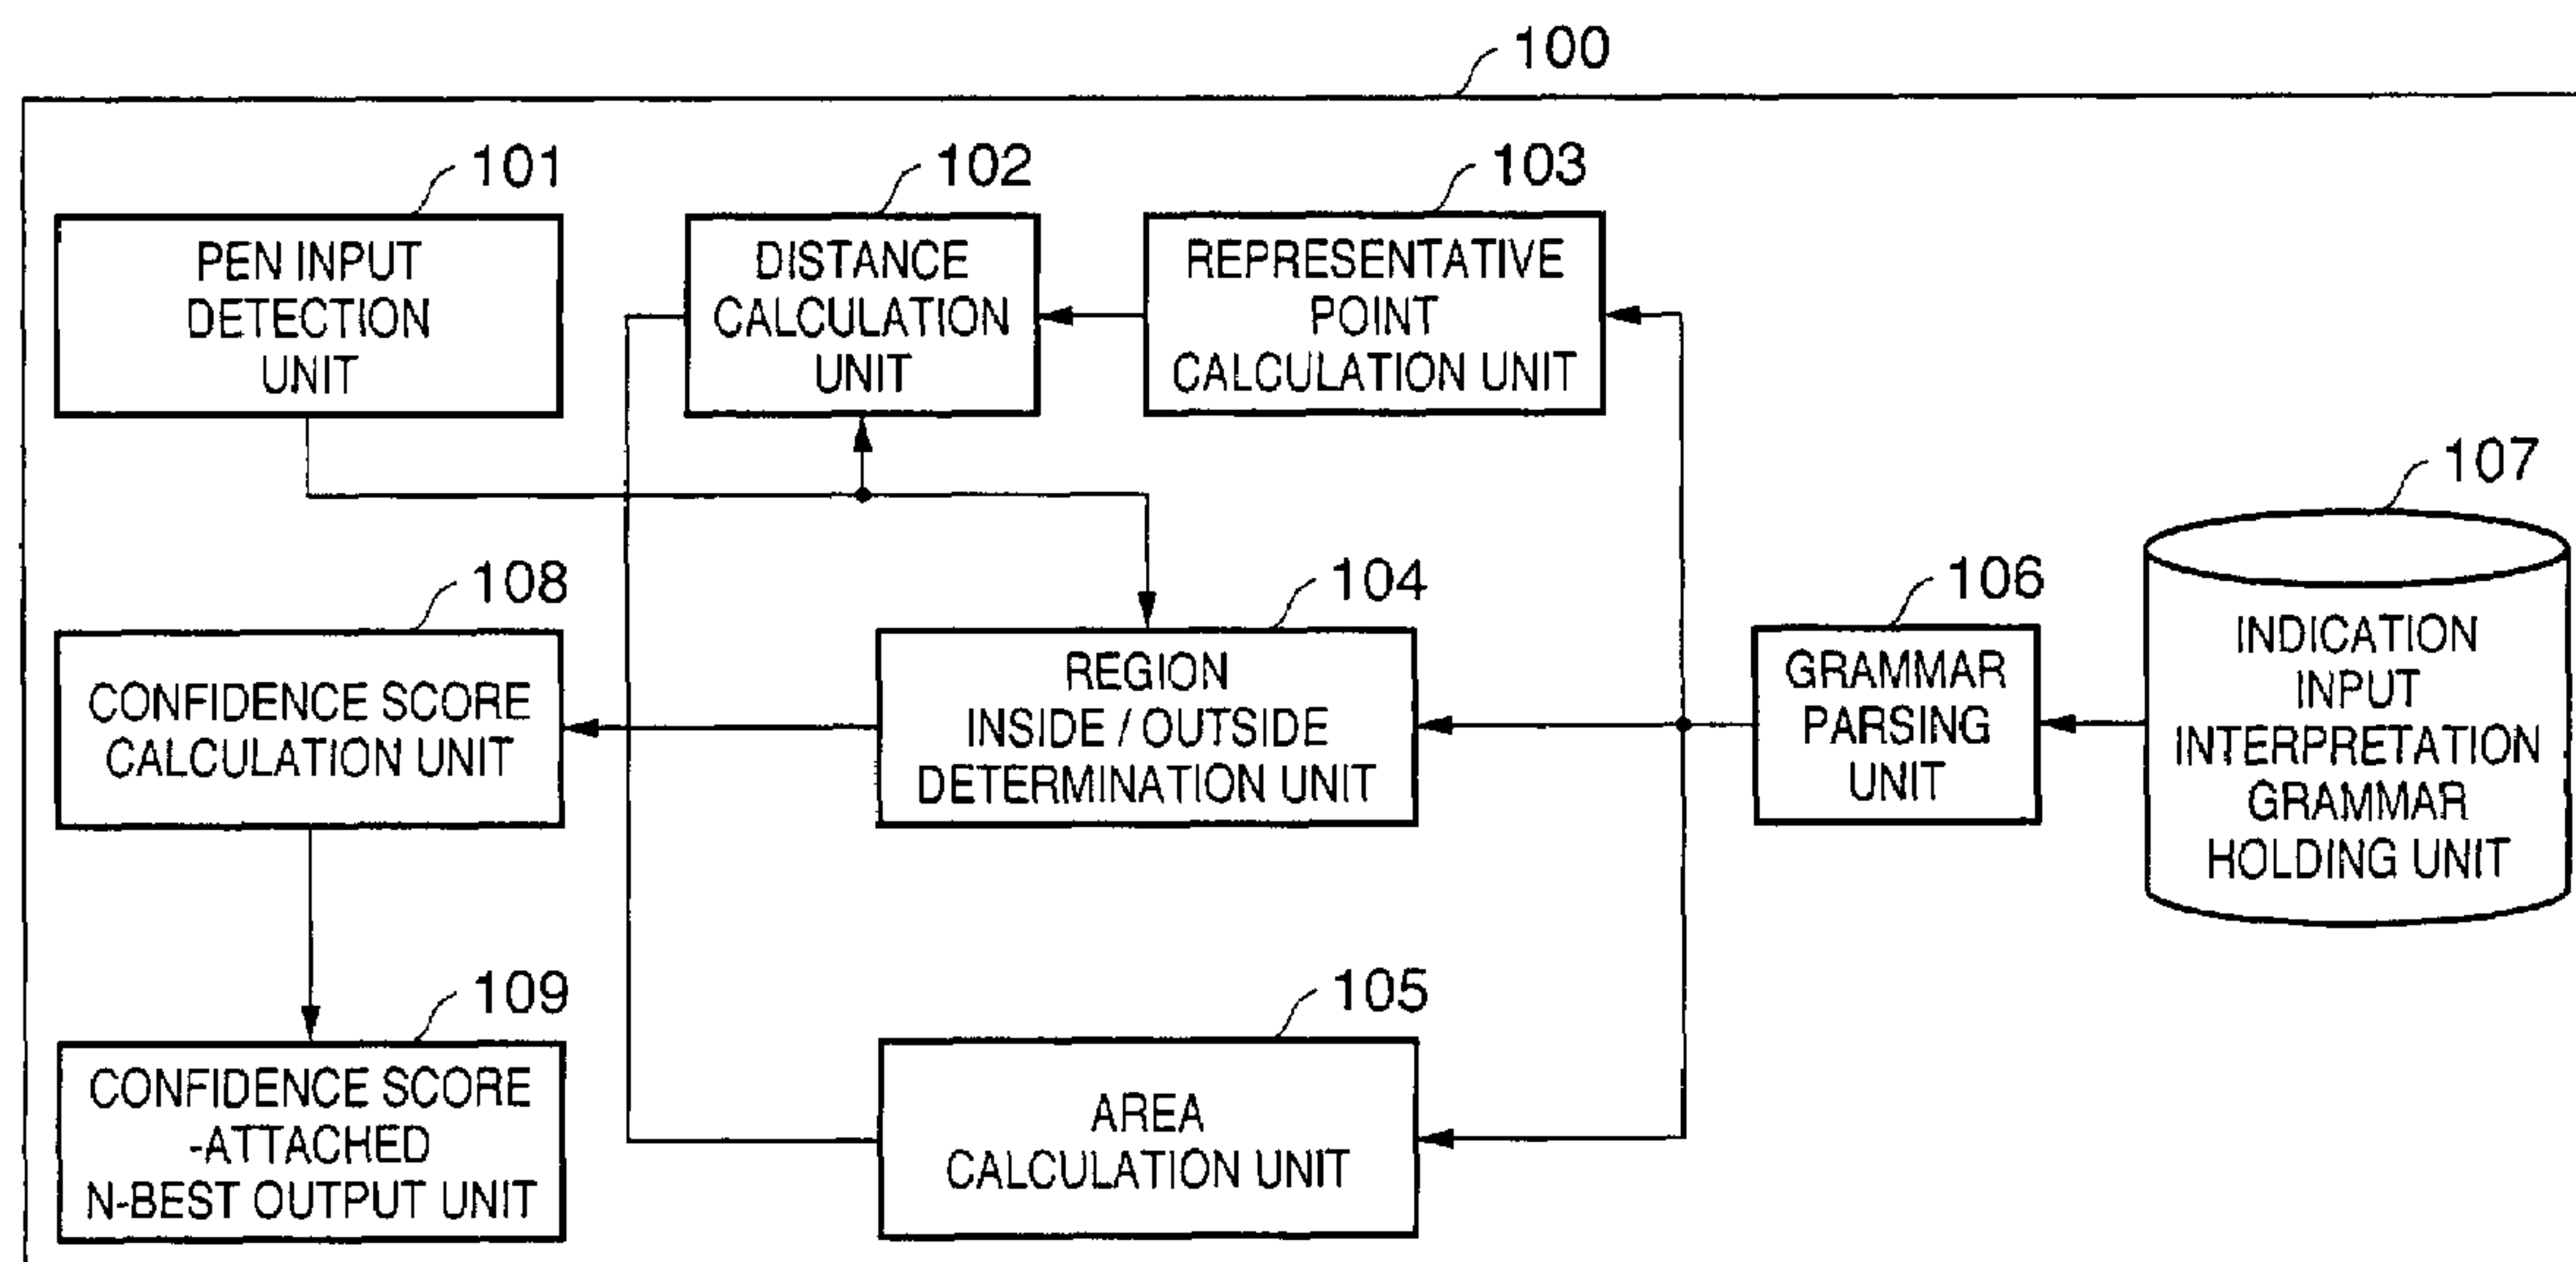 100
101
PEN INPUT
DETECTION
UNIT
102
DISTANCE
CALCULATION
UNIT
103
REPRESENTATIVE
POINT
CALCULATION UNIT
108
CONFIDENCE SCORE
CALCULATION UNIT
104
REGION
INSIDE / OUTSIDE
DETERMINATION UNIT
106
GRAMMAR
PARSING
UNIT
107
INDICATION
INPUT
INTERPRETATION
GRAMMAR
HOLDING UNIT
109
CONFIDENCE SCORE
-ATTACHED
N-BEST OUTPUT UNIT
105
AREA
CALCULATION UNIT